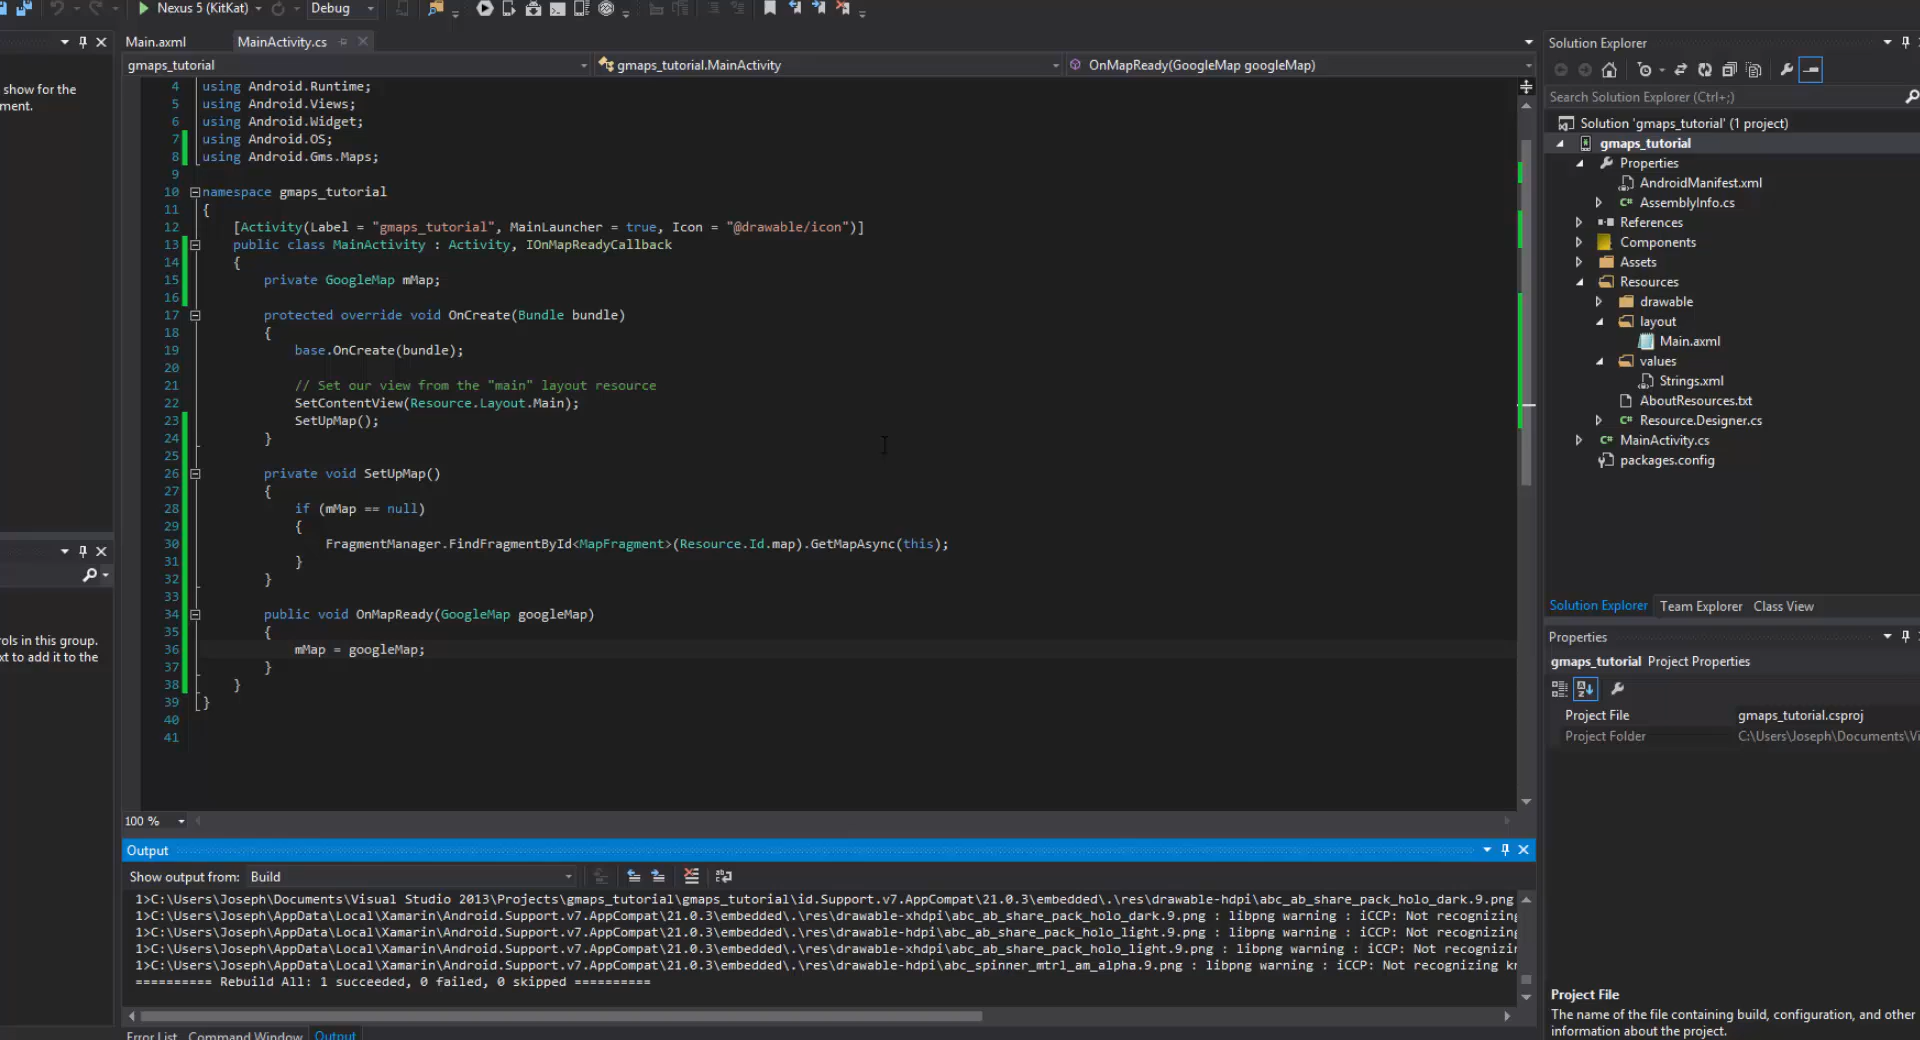 Nexus 5 (KitKat)
Debug
show for the
ment.
rols in this group.
xt to add it to the
Main.axml
MainActivity.cs
gmaps_tutorial
gmaps_tutorial.MainActivity
OnMapReady(GoogleMap googleMap)
4 using Android.Runtime;
5 using Android.Views;
6 using Android.Widget;
7 using Android.OS;
8 using Android.Gms.Maps;
9
10 namespace gmaps_tutorial
11 {
12 [Activity(Label = "gmaps_tutorial", MainLauncher = true, Icon = "@drawable/icon")]
13 public class MainActivity : Activity, IOnMapReadyCallback
14 {
15 private GoogleMap mMap;
16
17 protected override void OnCreate(Bundle bundle)
18 {
19 base.OnCreate(bundle);
20
21 // Set our view from the "main" layout resource
22 SetContentView(Resource.Layout.Main);
23 SetUpMap();
24 }
25
26 private void SetUpMap()
27 {
28 if (mMap == null)
29 {
30 FragmentManager.FindFragmentById<MapFragment>(Resource.Id.map).GetMapAsync(this);
31 }
32 }
33
34 public void OnMapReady(GoogleMap googleMap)
35 {
36 mMap = googleMap;
37 }
38 }
39 }
40
41
100 %
Output
Show output from: Build
1>C:\Users\Joseph\Documents\Visual Studio 2013\Projects\gmaps_tutorial\gmaps_tutorial\id.Support.v7.AppCompat\21.0.3\embedded\.\res\drawable-hdpi\abc_ab_share_pack_holo_dark.9.png
1>C:\Users\Joseph\AppData\Local\Xamarin\Android.Support.v7.AppCompat\21.0.3\embedded\.\res\drawable-xhdpi\abc_ab_share_pack_holo_dark.9.png : libpng warning : iCCP: Not recognizing
1>C:\Users\Joseph\AppData\Local\Xamarin\Android.Support.v7.AppCompat\21.0.3\embedded\.\res\drawable-hdpi\abc_ab_share_pack_holo_light.9.png : libpng warning : iCCP: Not recognizing
1>C:\Users\Joseph\AppData\Local\Xamarin\Android.Support.v7.AppCompat\21.0.3\embedded\.\res\drawable-xhdpi\abc_ab_share_pack_holo_light.9.png : libpng warning : iCCP: Not recognizing
1>C:\Users\Joseph\AppData\Local\Xamarin\Android.Support.v7.AppCompat\21.0.3\embedded\.\res\drawable-hdpi\abc_spinner_mtrl_am_alpha.9.png : libpng warning : iCCP: Not recognizing kr
========== Rebuild All: 1 succeeded, 0 failed, 0 skipped ==========
Error List
Command Window
Output
Solution Explorer
Search Solution Explorer (Ctrl+;)
Solution 'gmaps_tutorial' (1 project)
gmaps_tutorial
Properties
AndroidManifest.xml
AssemblyInfo.cs
References
Components
Assets
Resources
drawable
layout
Main.axml
values
Strings.xml
AboutResources.txt
Resource.Designer.cs
MainActivity.cs
packages.config
Solution Explorer
Team Explorer
Class View
Properties
gmaps_tutorial Project Properties
Project File gmaps_tutorial.csproj
Project Folder C:\Users\Joseph\Documents\Vi
Project File
The name of the file containing build, configuration, and other
information about the project.